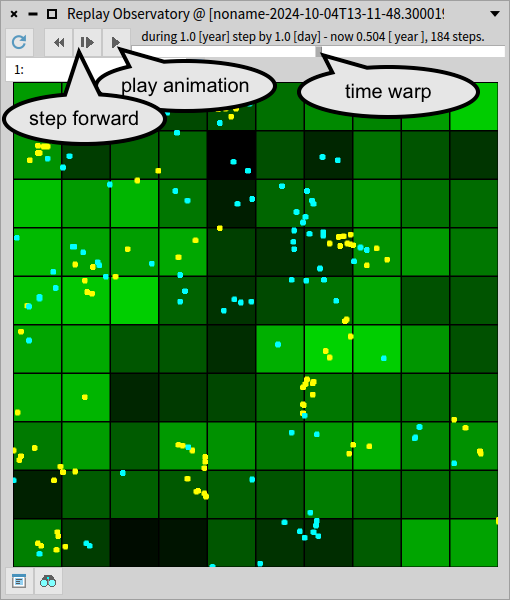 Replay Observatory @ [noname-2024-10-04T13-11-48.30001
during 1.0 [year] step by 1.0 [day] - now 0.504 [ year ], 184 steps.
1:
play animation
time warp
step forward